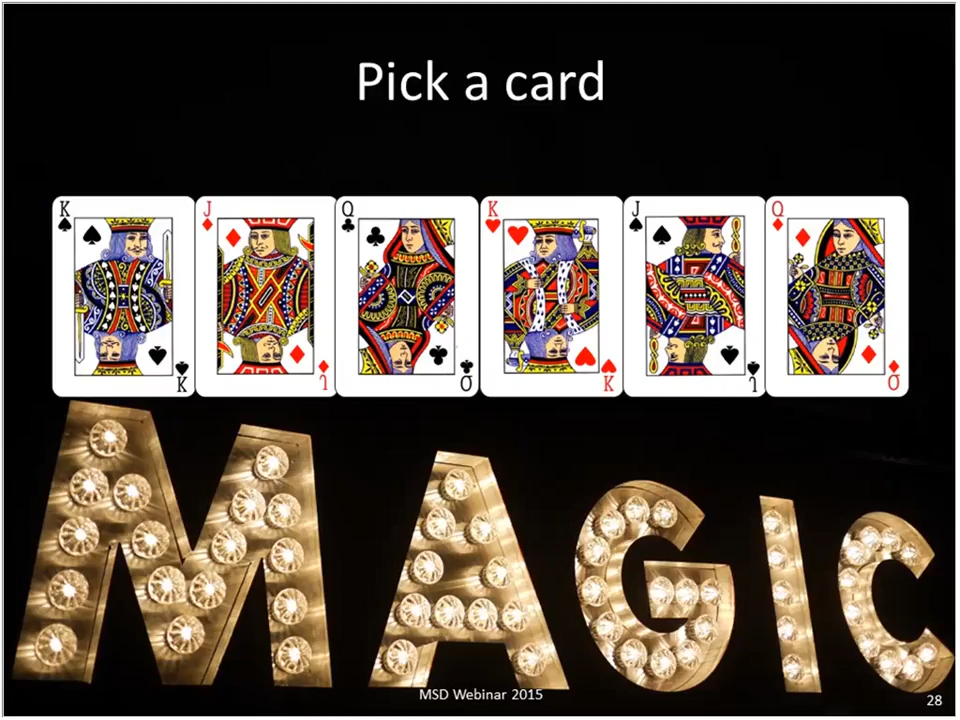 Pick a card
K J Q K J Q
K J Q K J Q
MAGIC
MSD Webinar 2015
28